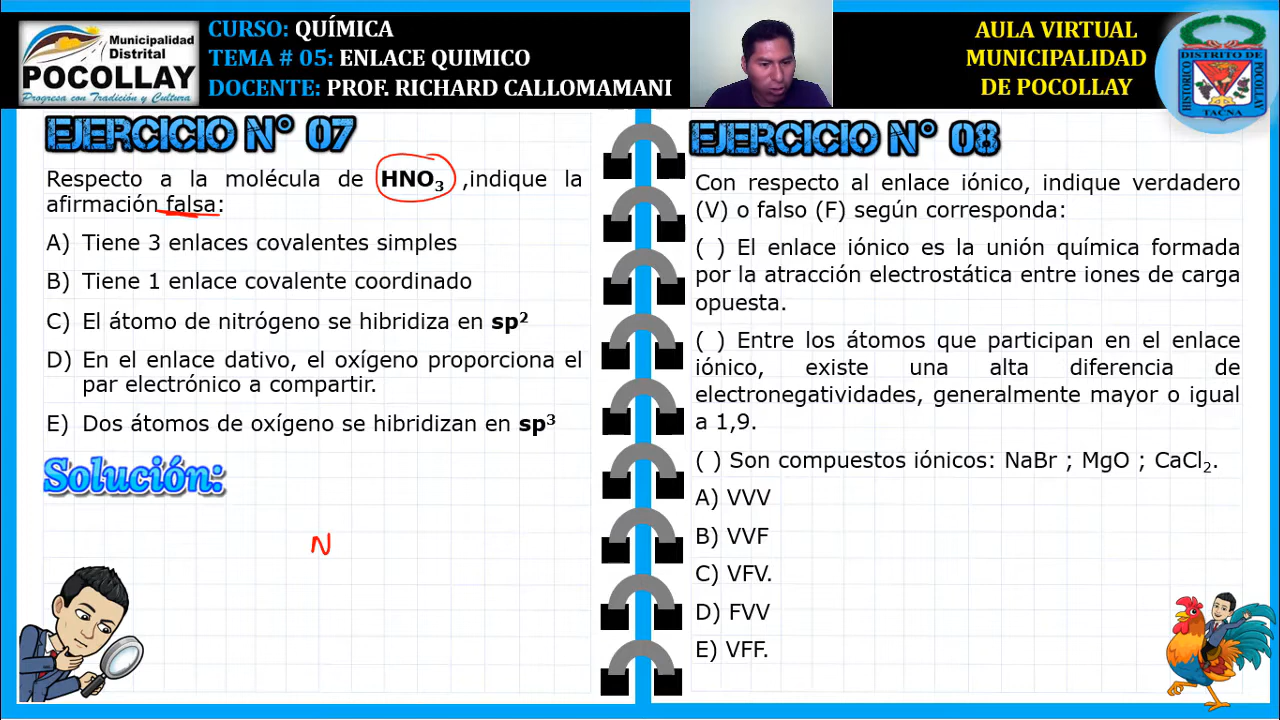 Municipalidad
Distrital
POCOLLAY
Progresa con Tradición y Cultura
CURSO: QUÍMICA
TEMA # 05: ENLACE QUIMICO
DOCENTE: PROF. RICHARD CALLOMAMANI
AULA VIRTUAL
MUNICIPALIDAD
DE POCOLLAY
HISTORICO
DISTRITO DE
POCOLLAY
TACNA
EJERCICIO N° 07
Respecto a la molécula de HNO₃ ,indique la
afirmación falsa:
A) Tiene 3 enlaces covalentes simples
B) Tiene 1 enlace covalente coordinado
C) El átomo de nitrógeno se hibridiza en sp²
D) En el enlace dativo, el oxígeno proporciona el
par electrónico a compartir.
E) Dos átomos de oxígeno se hibridizan en sp³
Solución:
N
EJERCICIO N° 08
Con respecto al enlace iónico, indique verdadero
(V) o falso (F) según corresponda:
( ) El enlace iónico es la unión química formada
por la atracción electrostática entre iones de carga
opuesta.
( ) Entre los átomos que participan en el enlace
iónico, existe una alta diferencia de
electronegatividades, generalmente mayor o igual
a 1,9.
( ) Son compuestos iónicos: NaBr ; MgO ; CaCl₂.
A) VVV
B) VVF
C) VFV.
D) FVV
E) VFF.